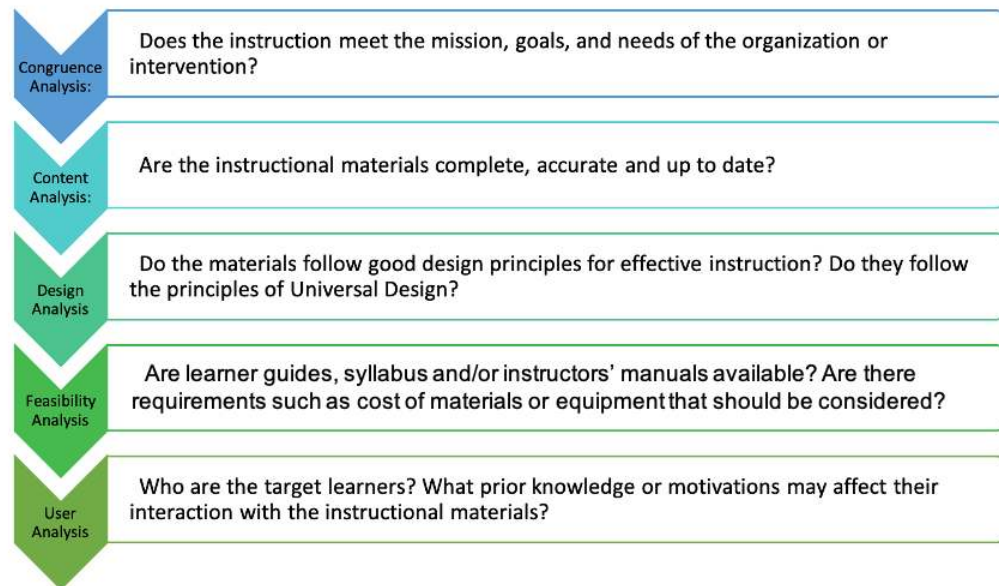 Congruence
Analysis:
Does the instruction meet the mission, goals, and needs of the organization or
intervention?
Content
Analysis:
Are the instructional materials complete, accurate and up to date?
Design
Analysis
Do the materials follow good design principles for effective instruction? Do they follow
the principles of Universal Design?
Feasibility
Analysis
Are learner guides, syllabus and/or instructors’ manuals available? Are there
requirements such as cost of materials or equipment that should be considered?
User
Analysis
Who are the target learners? What prior knowledge or motivations may affect their
interaction with the instructional materials?